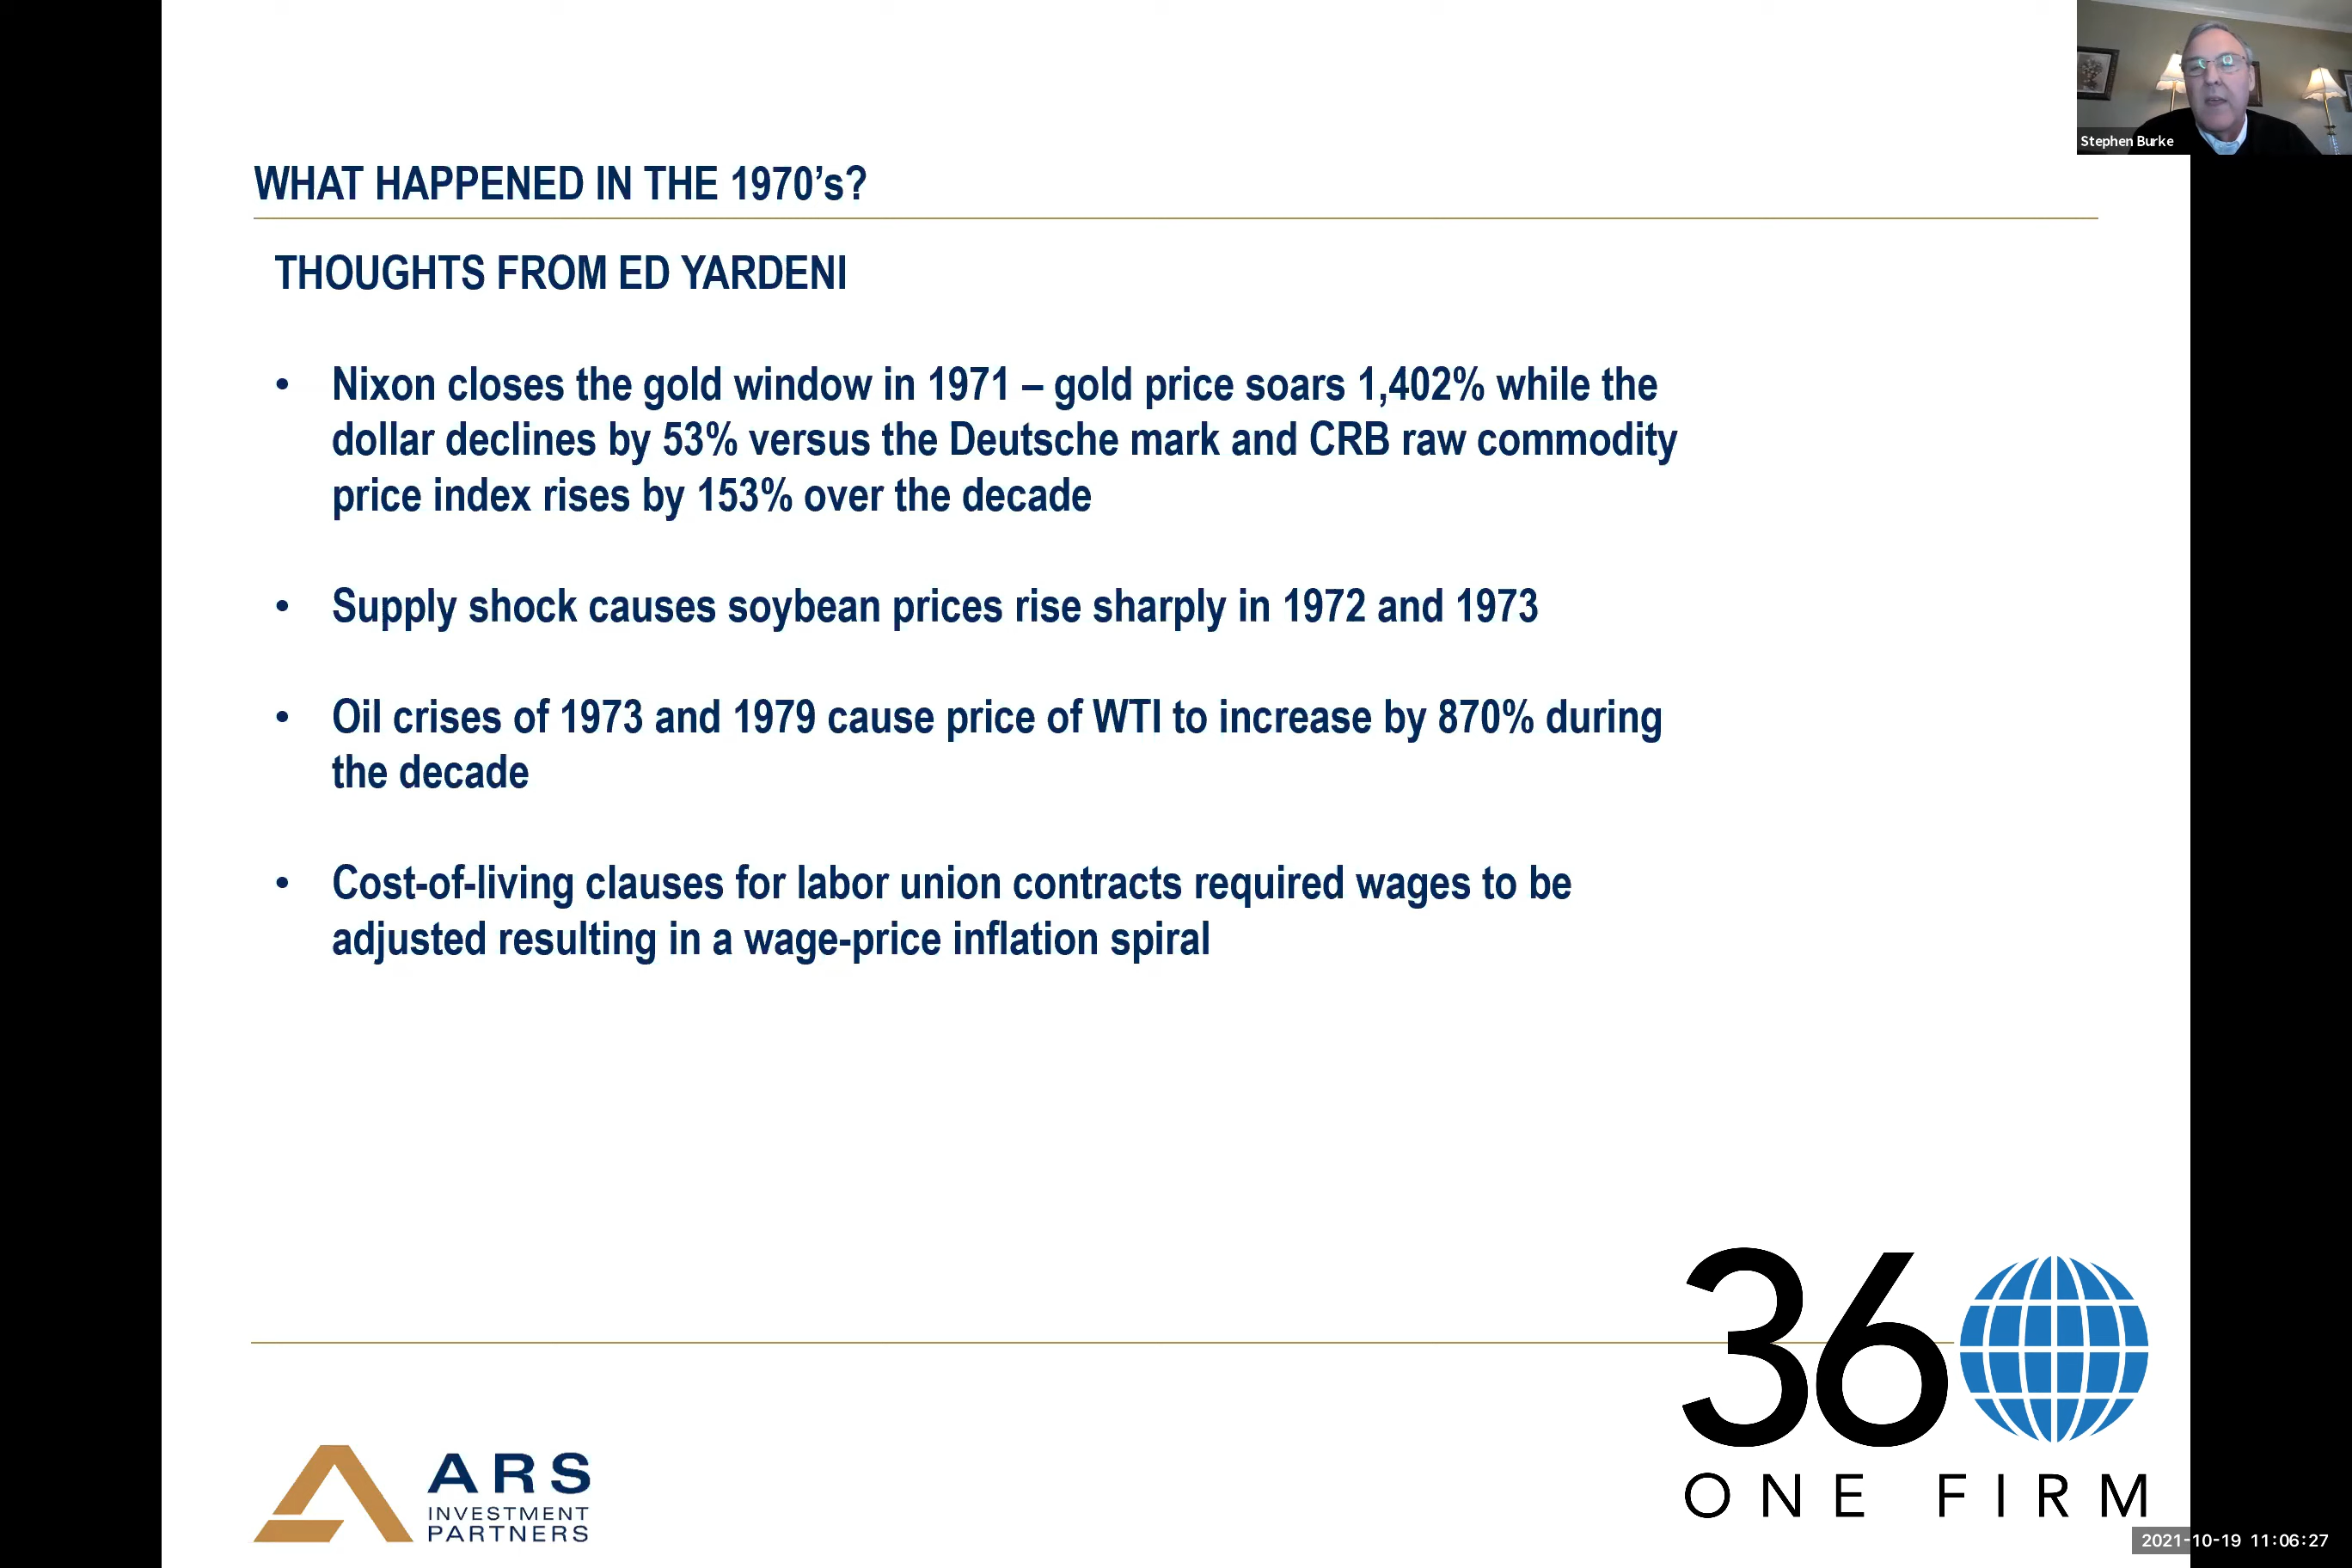 Stephen Burke
WHAT HAPPENED IN THE 1970’s?
THOUGHTS FROM ED YARDENI
• Nixon closes the gold window in 1971 – gold price soars 1,402% while the
dollar declines by 53% versus the Deutsche mark and CRB raw commodity
price index rises by 153% over the decade
• Supply shock causes soybean prices rise sharply in 1972 and 1973
• Oil crises of 1973 and 1979 cause price of WTI to increase by 870% during
the decade
• Cost-of-living clauses for labor union contracts required wages to be
adjusted resulting in a wage-price inflation spiral
ARS
INVESTMENT
PARTNERS
360
ONE FIRM
2021-10-19 11:06:27